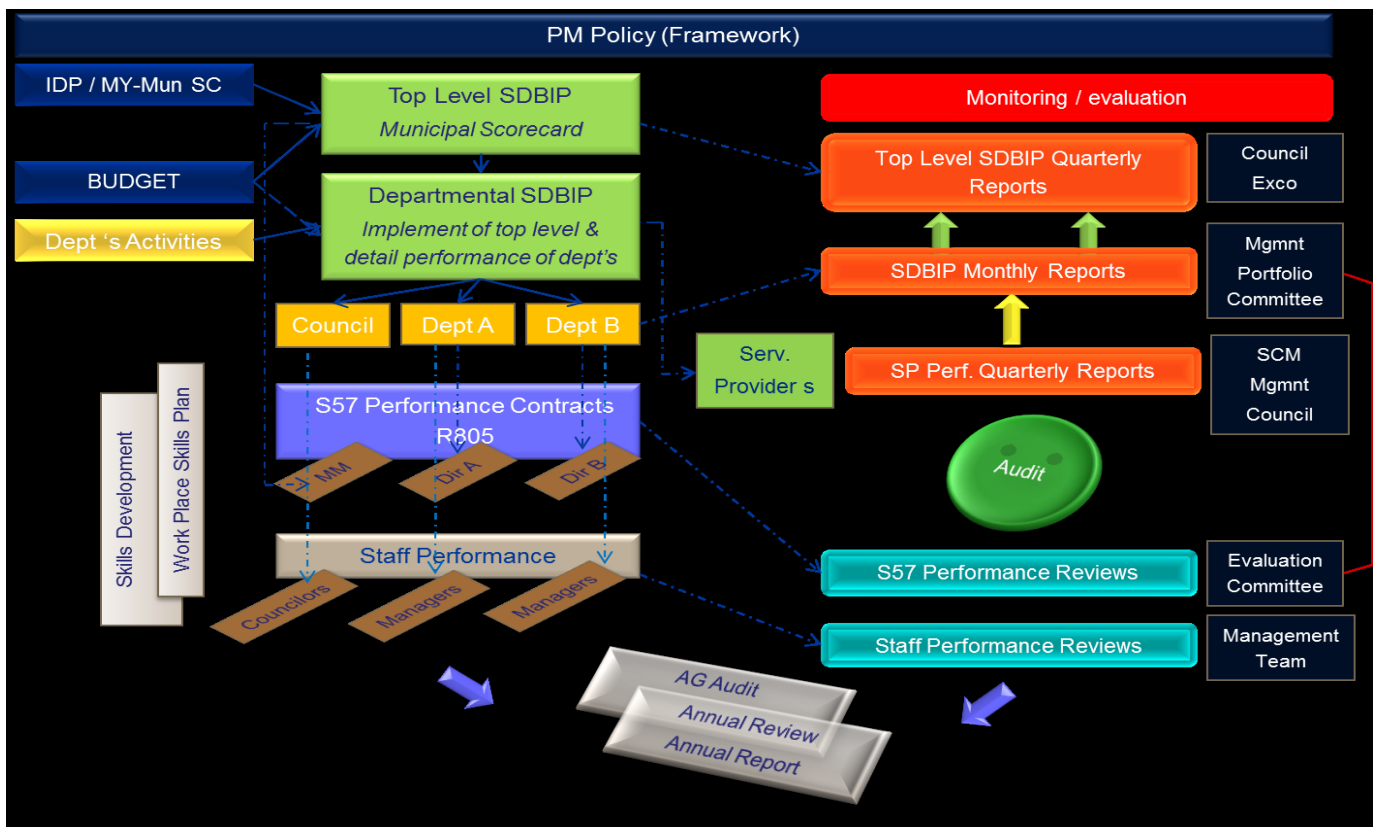 PM Policy (Framework)
IDP / MY-Mun SC
BUDGET
Dept ‘s Activities
Top Level SDBIP
Municipal Scorecard
Departmental SDBIP
Implement of top level &
detail performance of dept’s
Council
Dept A
Dept B
S57 Performance Contracts
R805
MM
Dir A
Dir B
Staff Performance
Councilors
Managers
Managers
Skills Development
Work Place Skills Plan
Serv.
Provider s
Monitoring / evaluation
Top Level SDBIP Quarterly
Reports
Council
Exco
SDBIP Monthly Reports
Mgmnt
Portfolio
Committee
SP Perf. Quarterly Reports
SCM
Mgmnt
Council
Audit
S57 Performance Reviews
Evaluation
Committee
Staff Performance Reviews
Management
Team
AG Audit
Annual Review
Annual Report